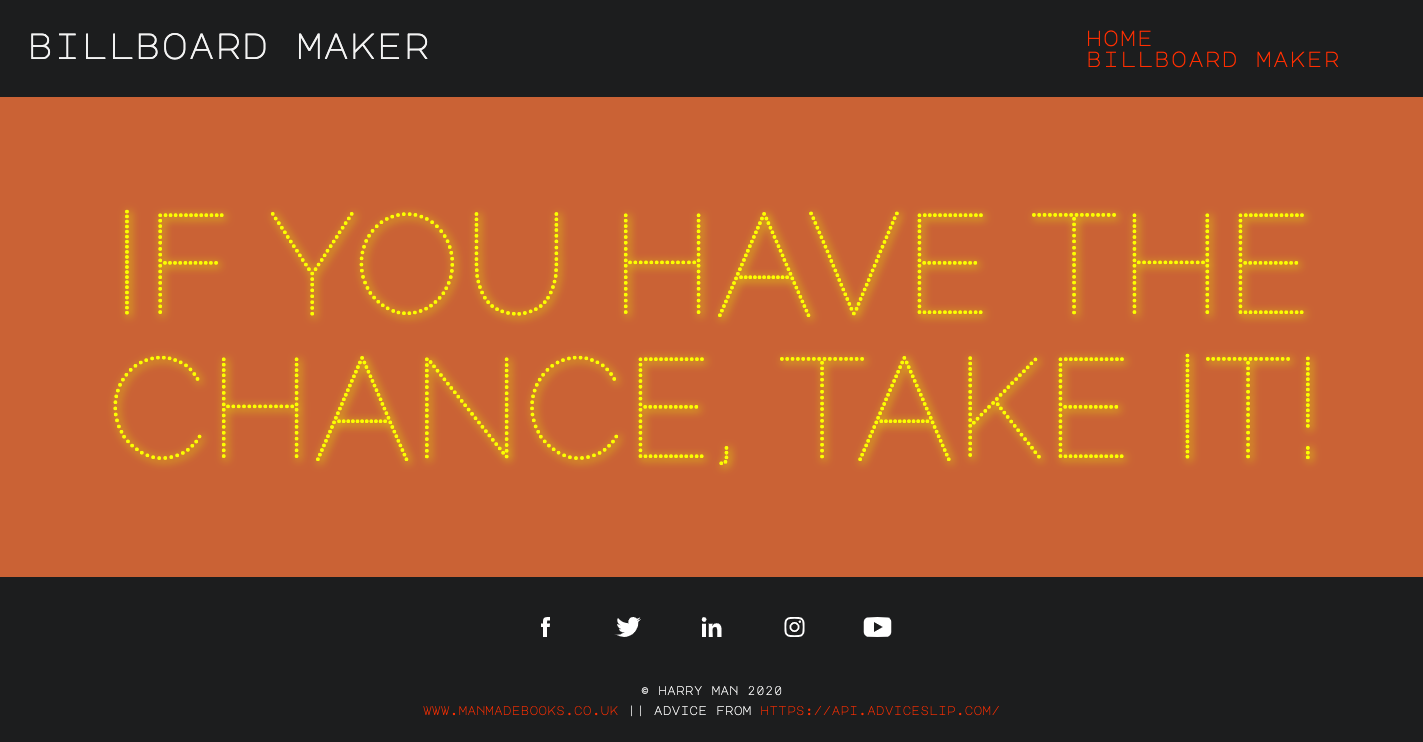 BILLBOARD MAKER
HOME
BILLBOARD MAKER
IF YOU HAVE THE
CHANCE, TAKE IT!
© HARRY MAN 2020
WWW.MANMADEBOOKS.CO.UK || ADVICE FROM HTTPS://API.ADVICESLIP.COM/